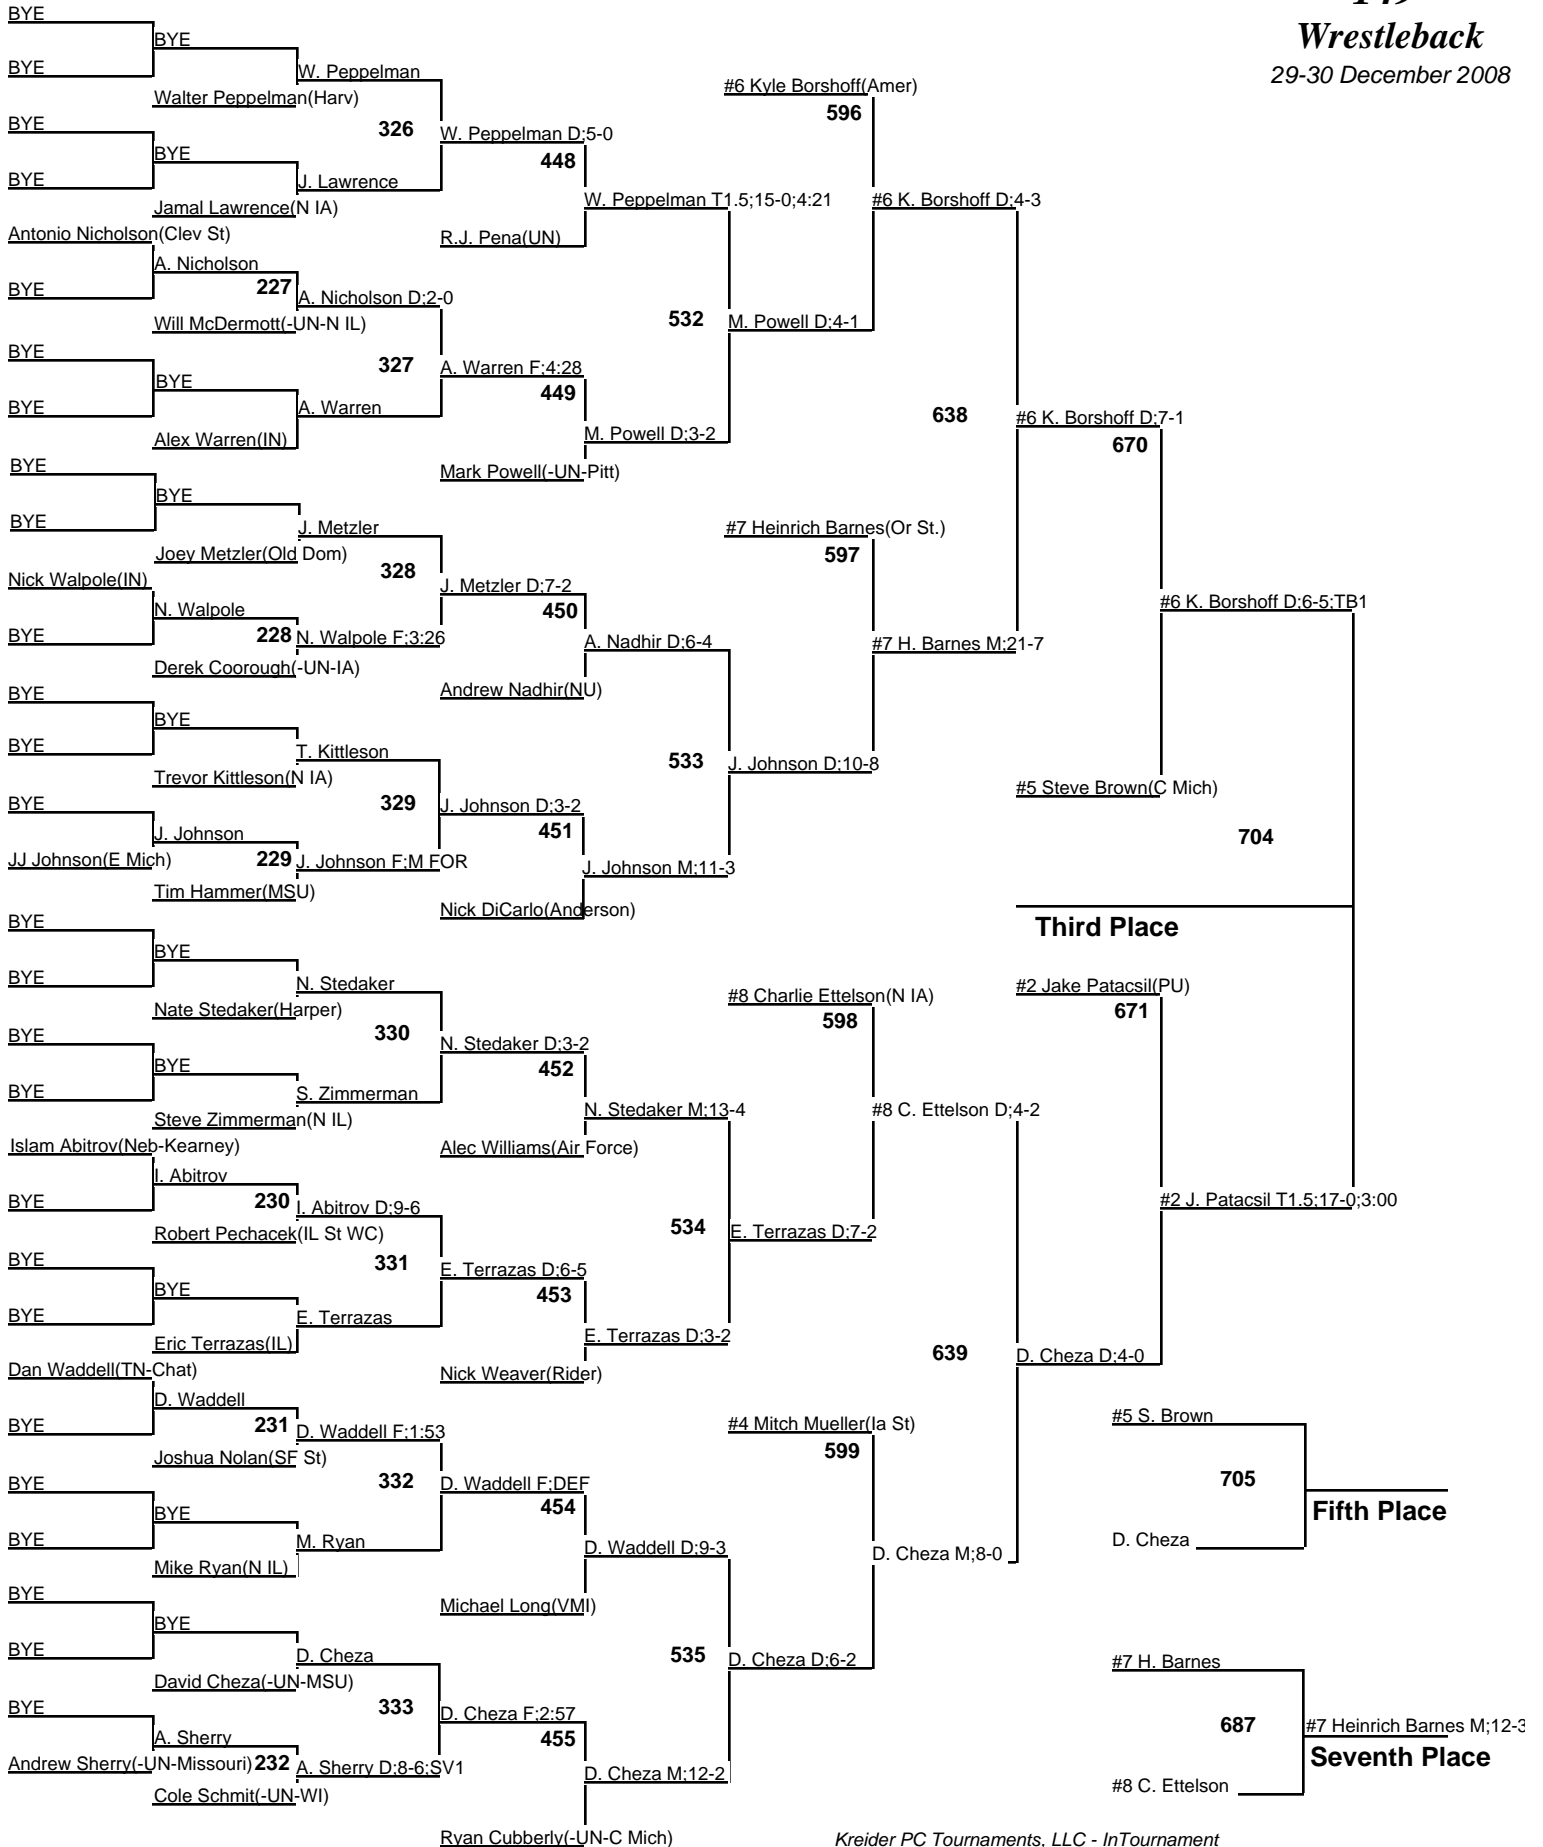 Wrestleback
29-30 December 2008
BYE
BYE
BYE
W. Peppelman
Walter Peppelman(Harv)
#6 Kyle Borshoff(Amer)
596
BYE
326
W. Peppelman D;5-0
BYE
448
BYE
J. Lawrence
W. Peppelman T1.5;15-0;4:21
#6 K. Borshoff D;4-3
Jamal Lawrence(N IA)
Antonio Nicholson(Clev St)
R.J. Pena(UN)
A. Nicholson
BYE
227
A. Nicholson D;2-0
Will McDermott(-UN-N IL)
532
M. Powell D;4-1
BYE
327
A. Warren F;4:28
BYE
449
BYE
A. Warren
638
#6 K. Borshoff D;7-1
Alex Warren(IN)
M. Powell D;3-2
670
BYE
Mark Powell(-UN-Pitt)
BYE
BYE
J. Metzler
#7 Heinrich Barnes(Or St.)
Joey Metzler(Old Dom)
597
Nick Walpole(IN)
328
J. Metzler D;7-2
N. Walpole
450
#6 K. Borshoff D;6-5;TB1
BYE
228
N. Walpole F;3:26
A. Nadhir D;6-4
#7 H. Barnes M;21-7
Derek Coorough(-UN-IA)
BYE
Andrew Nadhir(NU)
BYE
BYE
T. Kittleson
533
J. Johnson D;10-8
Trevor Kittleson(N IA)
#5 Steve Brown(C Mich)
BYE
329
J. Johnson D;3-2
J. Johnson
451
704
JJ Johnson(E Mich)
229
J. Johnson F;M FOR
J. Johnson M;11-3
Tim Hammer(MSU)
Nick DiCarlo(Anderson)
BYE
Third Place
BYE
BYE
N. Stedaker
#8 Charlie Ettelson(N IA)
#2 Jake Patacsil(PU)
Nate Stedaker(Harper)
598
671
BYE
330
N. Stedaker D;3-2
BYE
452
BYE
S. Zimmerman
N. Stedaker M;13-4
#8 C. Ettelson D;4-2
Steve Zimmerman(N IL)
Islam Abitrov(Neb-Kearney)
Alec Williams(Air Force)
I. Abitrov
BYE
230
I. Abitrov D;9-6
#2 J. Patacsil T1.5;17-0;3:00
Robert Pechacek(IL St WC)
534
E. Terrazas D;7-2
BYE
331
E. Terrazas D;6-5
BYE
453
BYE
E. Terrazas
Eric Terrazas(IL)
E. Terrazas D;3-2
639
D. Cheza D;4-0
Dan Waddell(TN-Chat)
Nick Weaver(Rider)
D. Waddell
#4 Mitch Mueller(Ia St)
#5 S. Brown
BYE
231
D. Waddell F;1:53
599
Joshua Nolan(SF St)
BYE
332
D. Waddell F;DEF
705
BYE
454
Fifth Place
BYE
M. Ryan
D. Waddell D;9-3
D. Cheza M;8-0
D. Cheza
Mike Ryan(N IL)
BYE
Michael Long(VMI)
BYE
BYE
D. Cheza
535
D. Cheza D;6-2
#7 H. Barnes
David Cheza(-UN-MSU)
BYE
333
D. Cheza F;2:57
A. Sherry
455
687
#7 Heinrich Barnes M;12-3
Andrew Sherry(-UN-Missouri)
232
A. Sherry D;8-6;SV1
D. Cheza M;12-2
Seventh Place
Cole Schmit(-UN-WI)
#8 C. Ettelson
Ryan Cubberly(-UN-C Mich)
Kreider PC Tournaments, LLC - InTournament